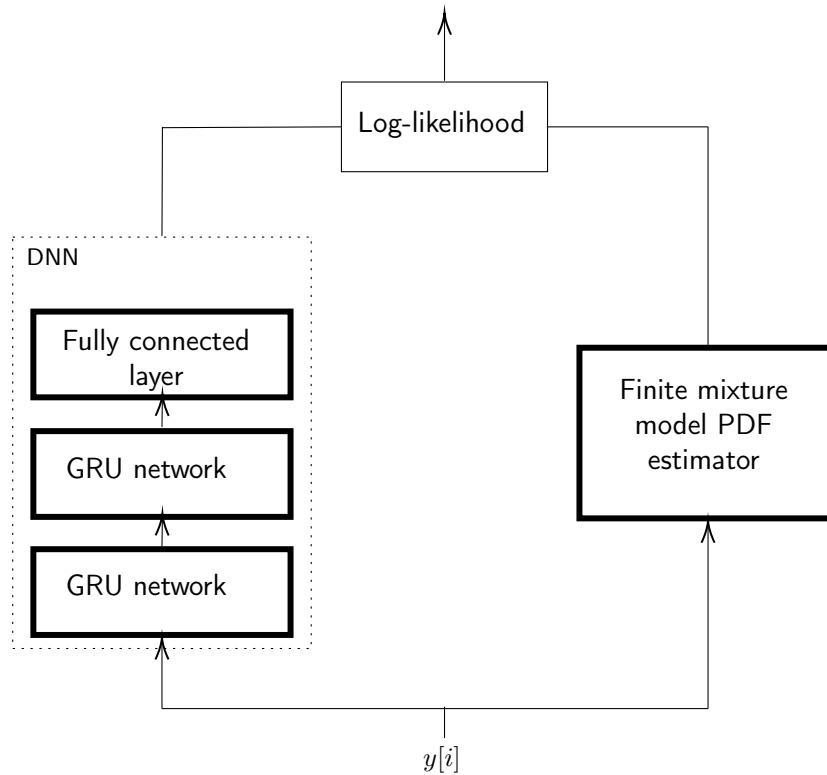 Log-likelihood
DNN
Fully connected
layer
GRU network
GRU network
Finite mixture
model PDF
estimator
y[i]